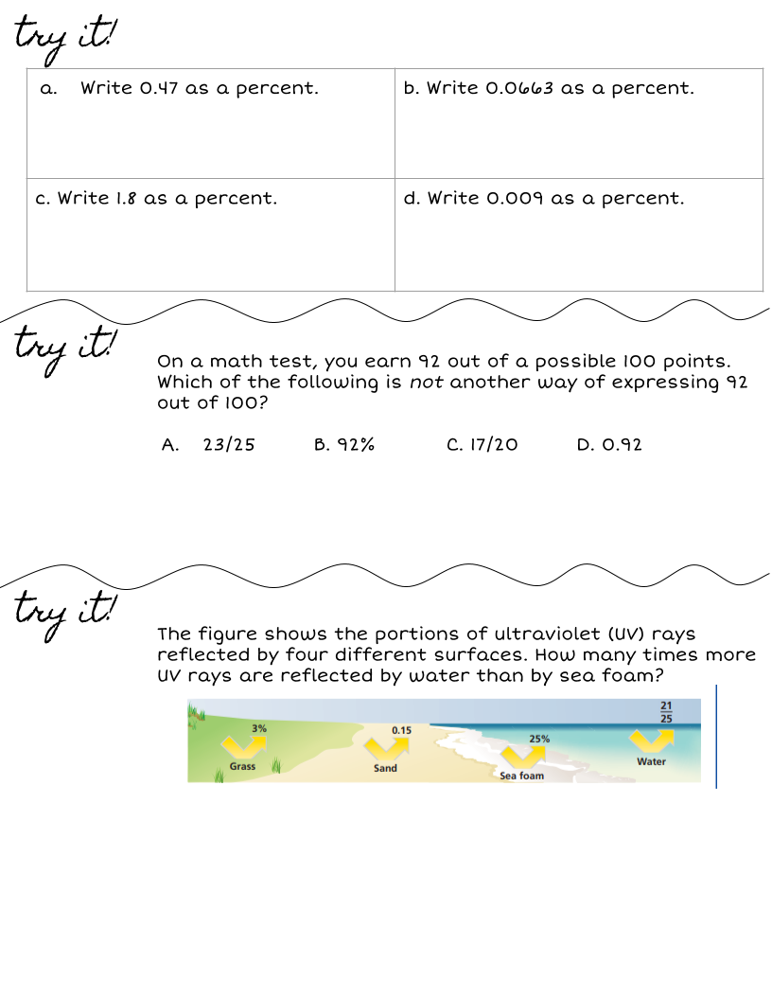 try it!
a. Write 0.47 as a percent.
b. Write 0.0663 as a percent.
c. Write 1.8 as a percent.
d. Write 0.009 as a percent.
try it!
On a math test, you earn 92 out of a possible 100 points.
Which of the following is not another way of expressing 92
out of 100?
A. 23/25 B. 92% C. 17/20 D. 0.92
try it!
The figure shows the portions of ultraviolet (UV) rays
reflected by four different surfaces. How many times more
UV rays are reflected by water than by sea foam?
3%
Grass
0.15
Sand
25%
Sea foam
21
25
Water